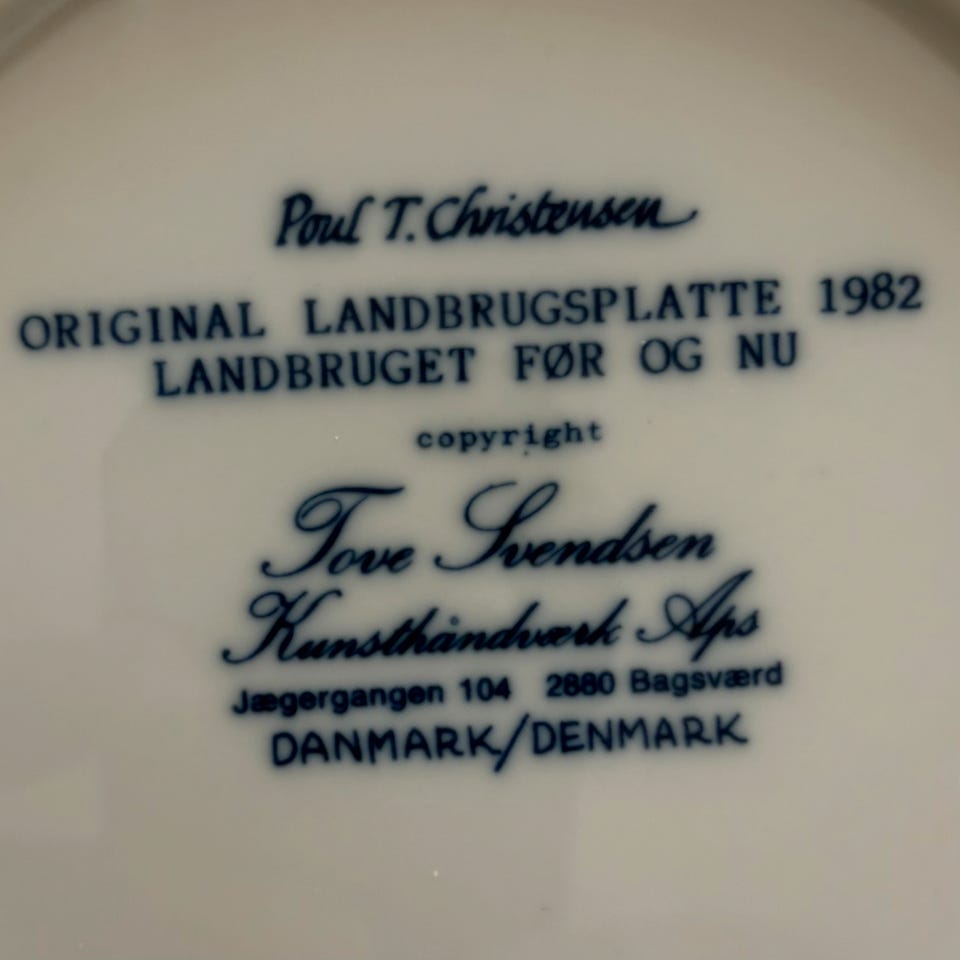 Poul T. Christensen
ORIGINAL LANDBRUGSPLATTE 1982
LANDBRUGET FØR OG NU
copyright
Tove Svendsen
Kunsthåndværk Aps
Jægergangen 104 2880 Bagsværd
DANMARK/DENMARK